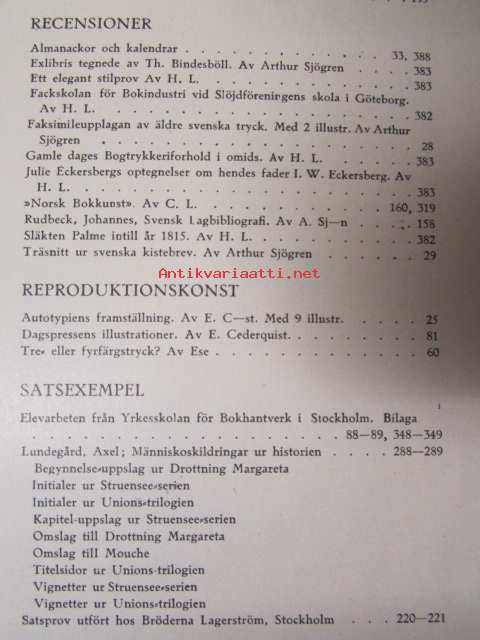 RECENSIONER
Almanackor och kalendrar . . . . . . . . . . . . 33, 388
Exlibris tegnede av Th. Bindesböll. Av Arthur Sjögren . . . . 383
Ett elegant stilprov Av H. L. . . . . . . . . . . . 383
Fackskolan för Bokindustri vid Slöjdföreningens skola i Göteborg.
Av H. L. . . . . . . . . . . . . . . . . 382
Faksimileupplagan av äldre svenska tryck. Med 2 illustr. Av Arthur
Sjögren . . . . . . . . . . . . . . . . . 28
Gamle dages Bogtrykkeriforhold i omids. Av H. L. . . . . . 383
Julie Eckersbergs optegnelser om hendes fader I. W. Eckersberg. Av
H. L. . . . . . . . . . . . . . . . . . . 383
»Norsk Bokkunst». Av C. L. . . . . . . . . . . 160, 319
Rudbeck, Johannes, Svensk Lagbibliografi. Av A. Sj—n . . . . 158
Släkten Palme intill år 1815. Av H. L. . . . . . . . . 382
Träsnitt ur svenska kistebrev. Av Arthur Sjögren . . . . . 29
Antikvariaatti.net
REPRODUKTIONSKONST
Autotypiens framställning. Av E. C—st. Med 9 illustr. . . . . 25
Dagspressens illustrationer. Av E. Cederquist. . . . . . . 81
Tre- eller fyrfärgstryck? Av Ese . . . . . . . . . . 60
SATSEXEMPEL
Elevarbeten från Yrkesskolan för Bokhantverk i Stockholm. Bilaga
. . . . . . . . . . . . . . . . . 88—89, 348—349
Lundegård, Axel; Människoskildringar ur historien . . . . 288—289
Begynnelse-uppslag ur Drottning Margareta
Initialer ur Struensee-serien
Initialer ur Unions-trilogien
Kapitel-uppslag ur Struensee-serien
Omslag till Drottning Margareta
Omslag till Mouche
Titelsidor ur Unions-trilogien
Vignetter ur Struensee-serien
Vignetter ur Unions-trilogien
Satsprov utfört hos Bröderna Lagerström, Stockholm . . . 220—221